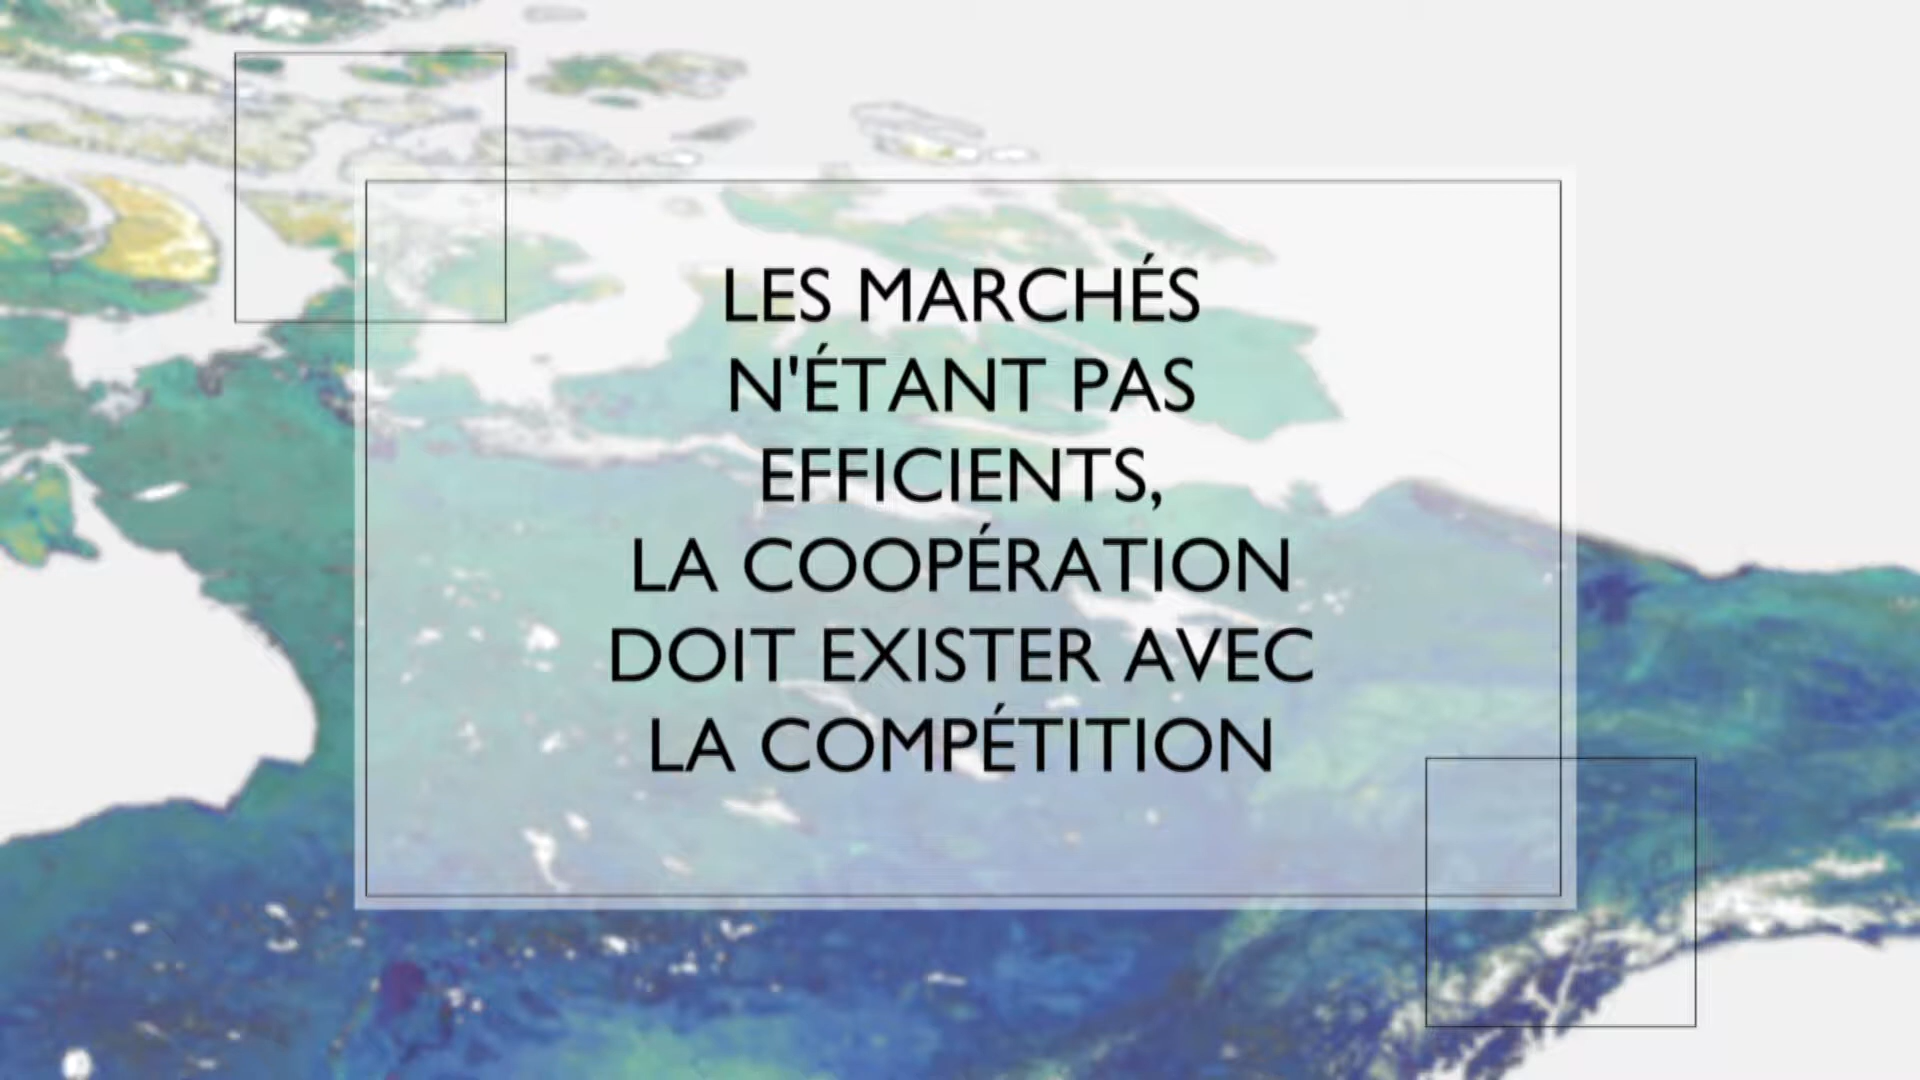 LES MARCHÉS
N'ÉTANT PAS
EFFICIENTS,
LA COOPÉRATION
DOIT EXISTER AVEC
LA COMPÉTITION